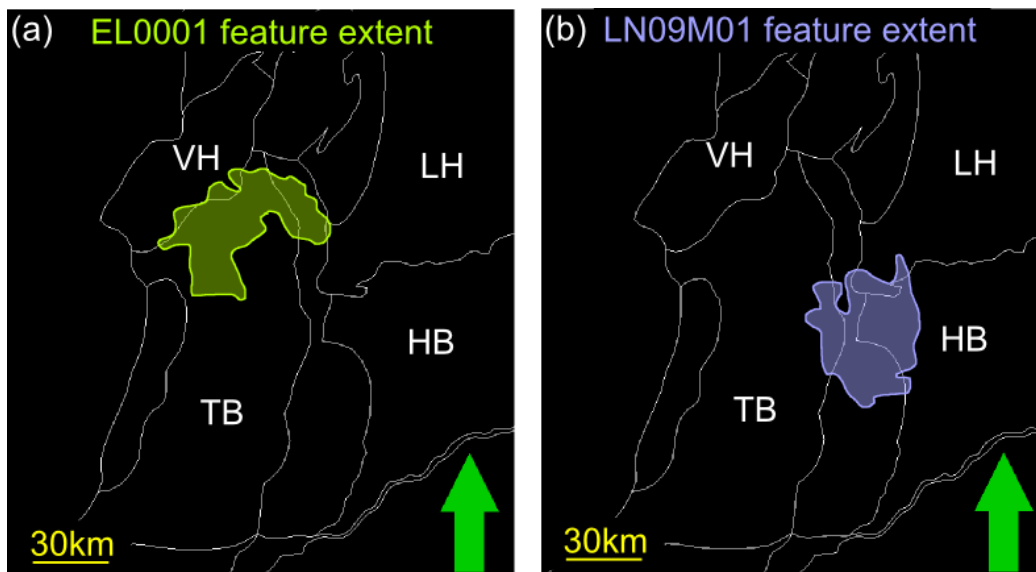 (a) EL0001 feature extent
VH
LH
HB
TB
30km
(b) LN09M01 feature extent
VH
LH
HB
TB
30km